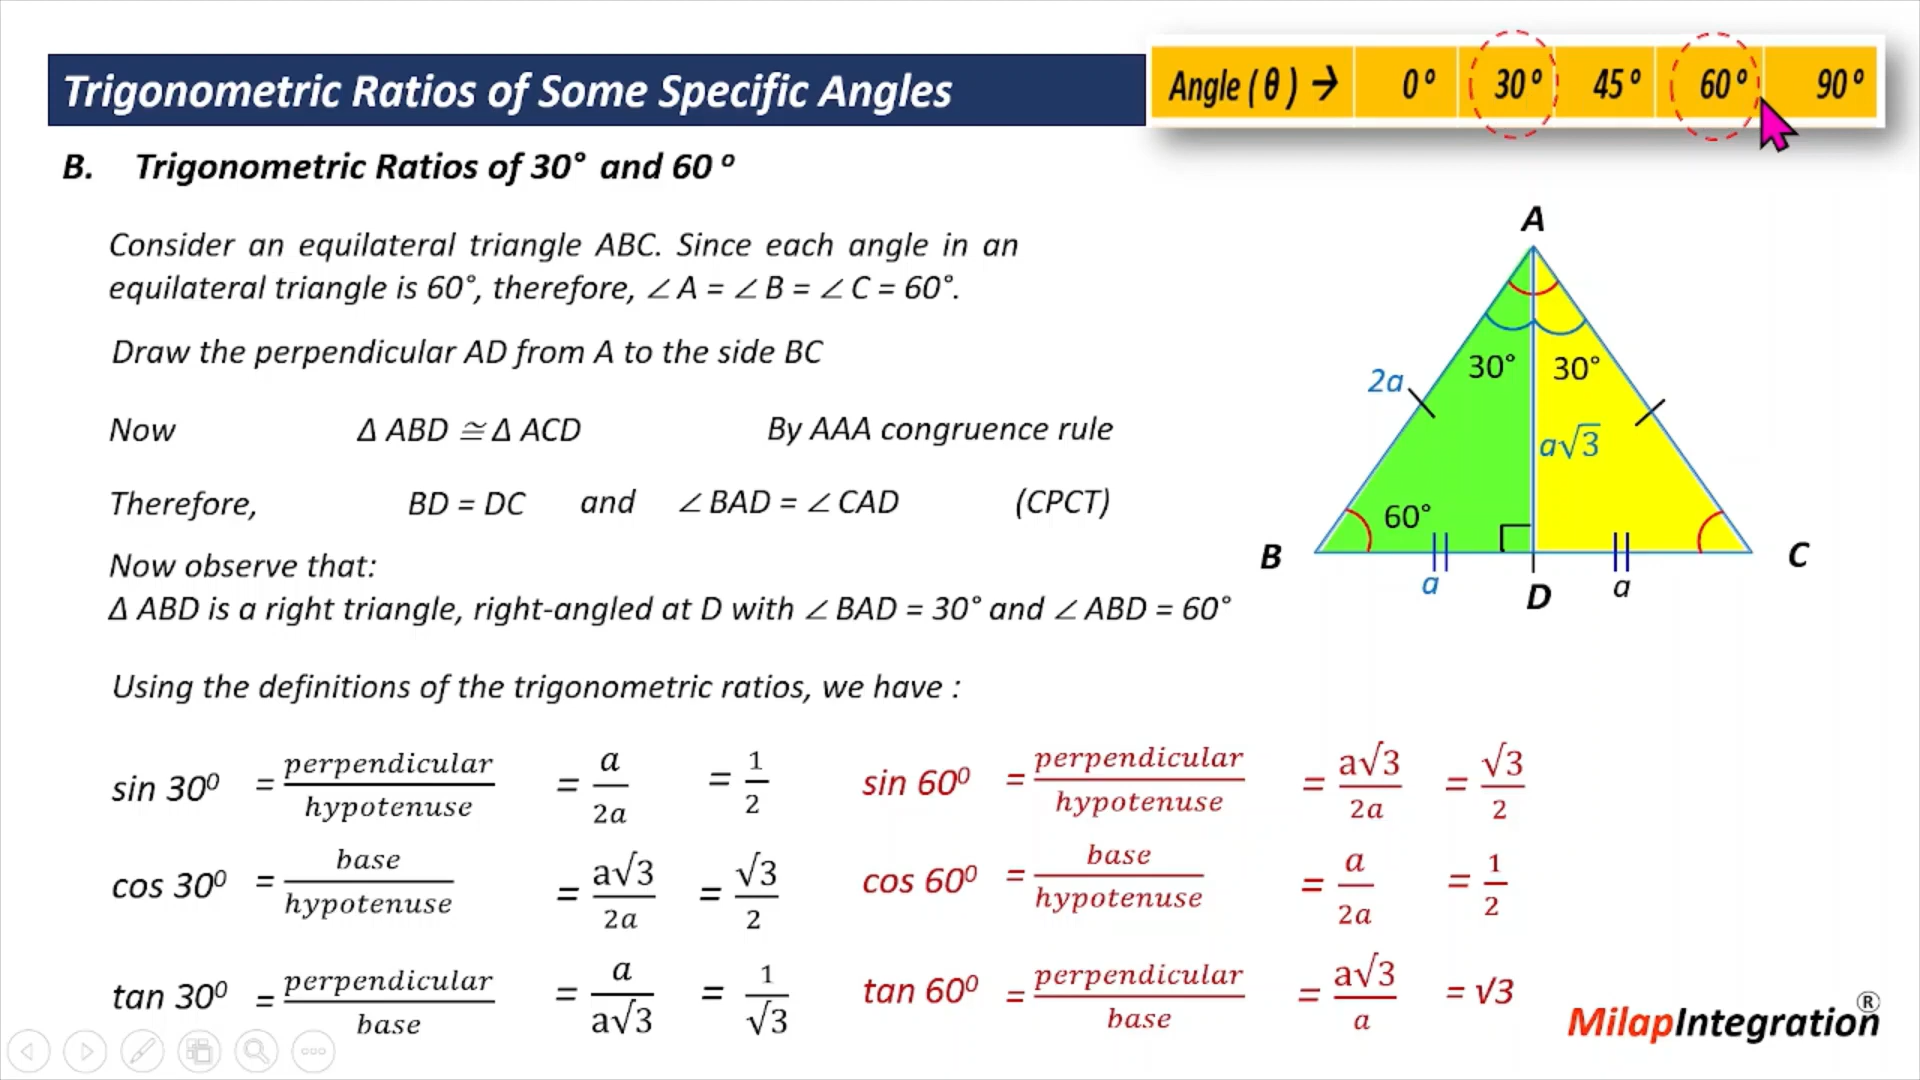 Trigonometric Ratios of Some Specific Angles
Angle ( θ ) → 0° 30° 45° 60° 90°
B. Trigonometric Ratios of 30° and 60 °
Consider an equilateral triangle ABC. Since each angle in an
equilateral triangle is 60°, therefore, ∠ A = ∠ B = ∠ C = 60°.
Draw the perpendicular AD from A to the side BC
Now Δ ABD ≅ Δ ACD By AAA congruence rule
Therefore, BD = DC and ∠ BAD = ∠ CAD (CPCT)
Now observe that:
Δ ABD is a right triangle, right-angled at D with ∠ BAD = 30° and ∠ ABD = 60°
Using the definitions of the trigonometric ratios, we have :
A
30° 30°
2a
a√3
60°
B C
a D a
sin 30⁰ = perpendicular/hypotenuse = a/2a = 1/2
cos 30⁰ = base/hypotenuse = a√3/2a = √3/2
tan 30⁰ = perpendicular/base = a/a√3 = 1/√3
sin 60⁰ = perpendicular/hypotenuse = a√3/2a = √3/2
cos 60⁰ = base/hypotenuse = a/2a = 1/2
tan 60⁰ = perpendicular/base = a√3/a = √3
MilapIntegration®